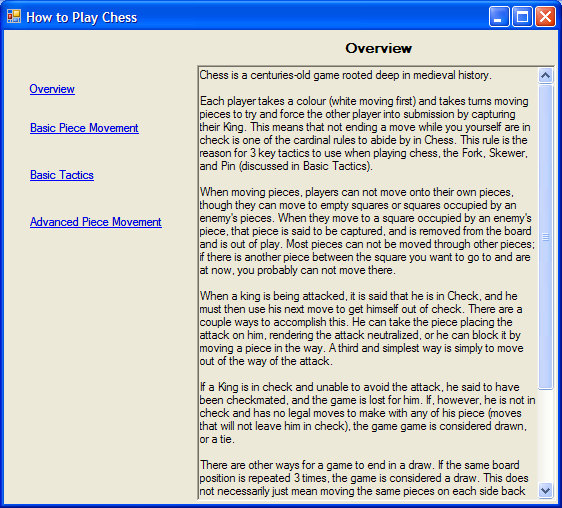 How to Play Chess
Overview
Overview
Basic Piece Movement
Basic Tactics
Advanced Piece Movement
Chess is a centuries-old game rooted deep in medieval history.
Each player takes a colour (white moving first) and takes turns moving
pieces to try and force the other player into submission by capturing
their King. This means that not ending a move while you yourself are in
check is one of the cardinal rules to abide by in Chess. This rule is the
reason for 3 key tactics to use when playing chess, the Fork, Skewer,
and Pin (discussed in Basic Tactics).
When moving pieces, players can not move onto their own pieces,
though they can move to empty squares or squares occupied by an
enemy's pieces. When they move to a square occupied by an enemy's
piece, that piece is said to be captured, and is removed from the board
and is out of play. Most pieces can not be moved through other pieces;
if there is another piece between the square you want to go to and are
at now, you probably can not move there.
When a king is being attacked, it is said that he is in Check, and he
must then use his next move to get himself out of check. There are a
couple ways to accomplish this. He can take the piece placing the
attack on him, rendering the attack neutralized, or he can block it by
moving a piece in the way. A third and simplest way is simply to move
out of the way of the attack.
If a King is in check and unable to avoid the attack, he said to have
been checkmated, and the game is lost for him. If, however, he is not in
check and has no legal moves to make with any of his piece (moves
that will not leave him in check), the game game is considered drawn,
or a tie.
There are other ways for a game to end in a draw. If the same board
position is repeated 3 times, the game is considered a draw. This does
not necessarily just mean moving the same pieces on each side back